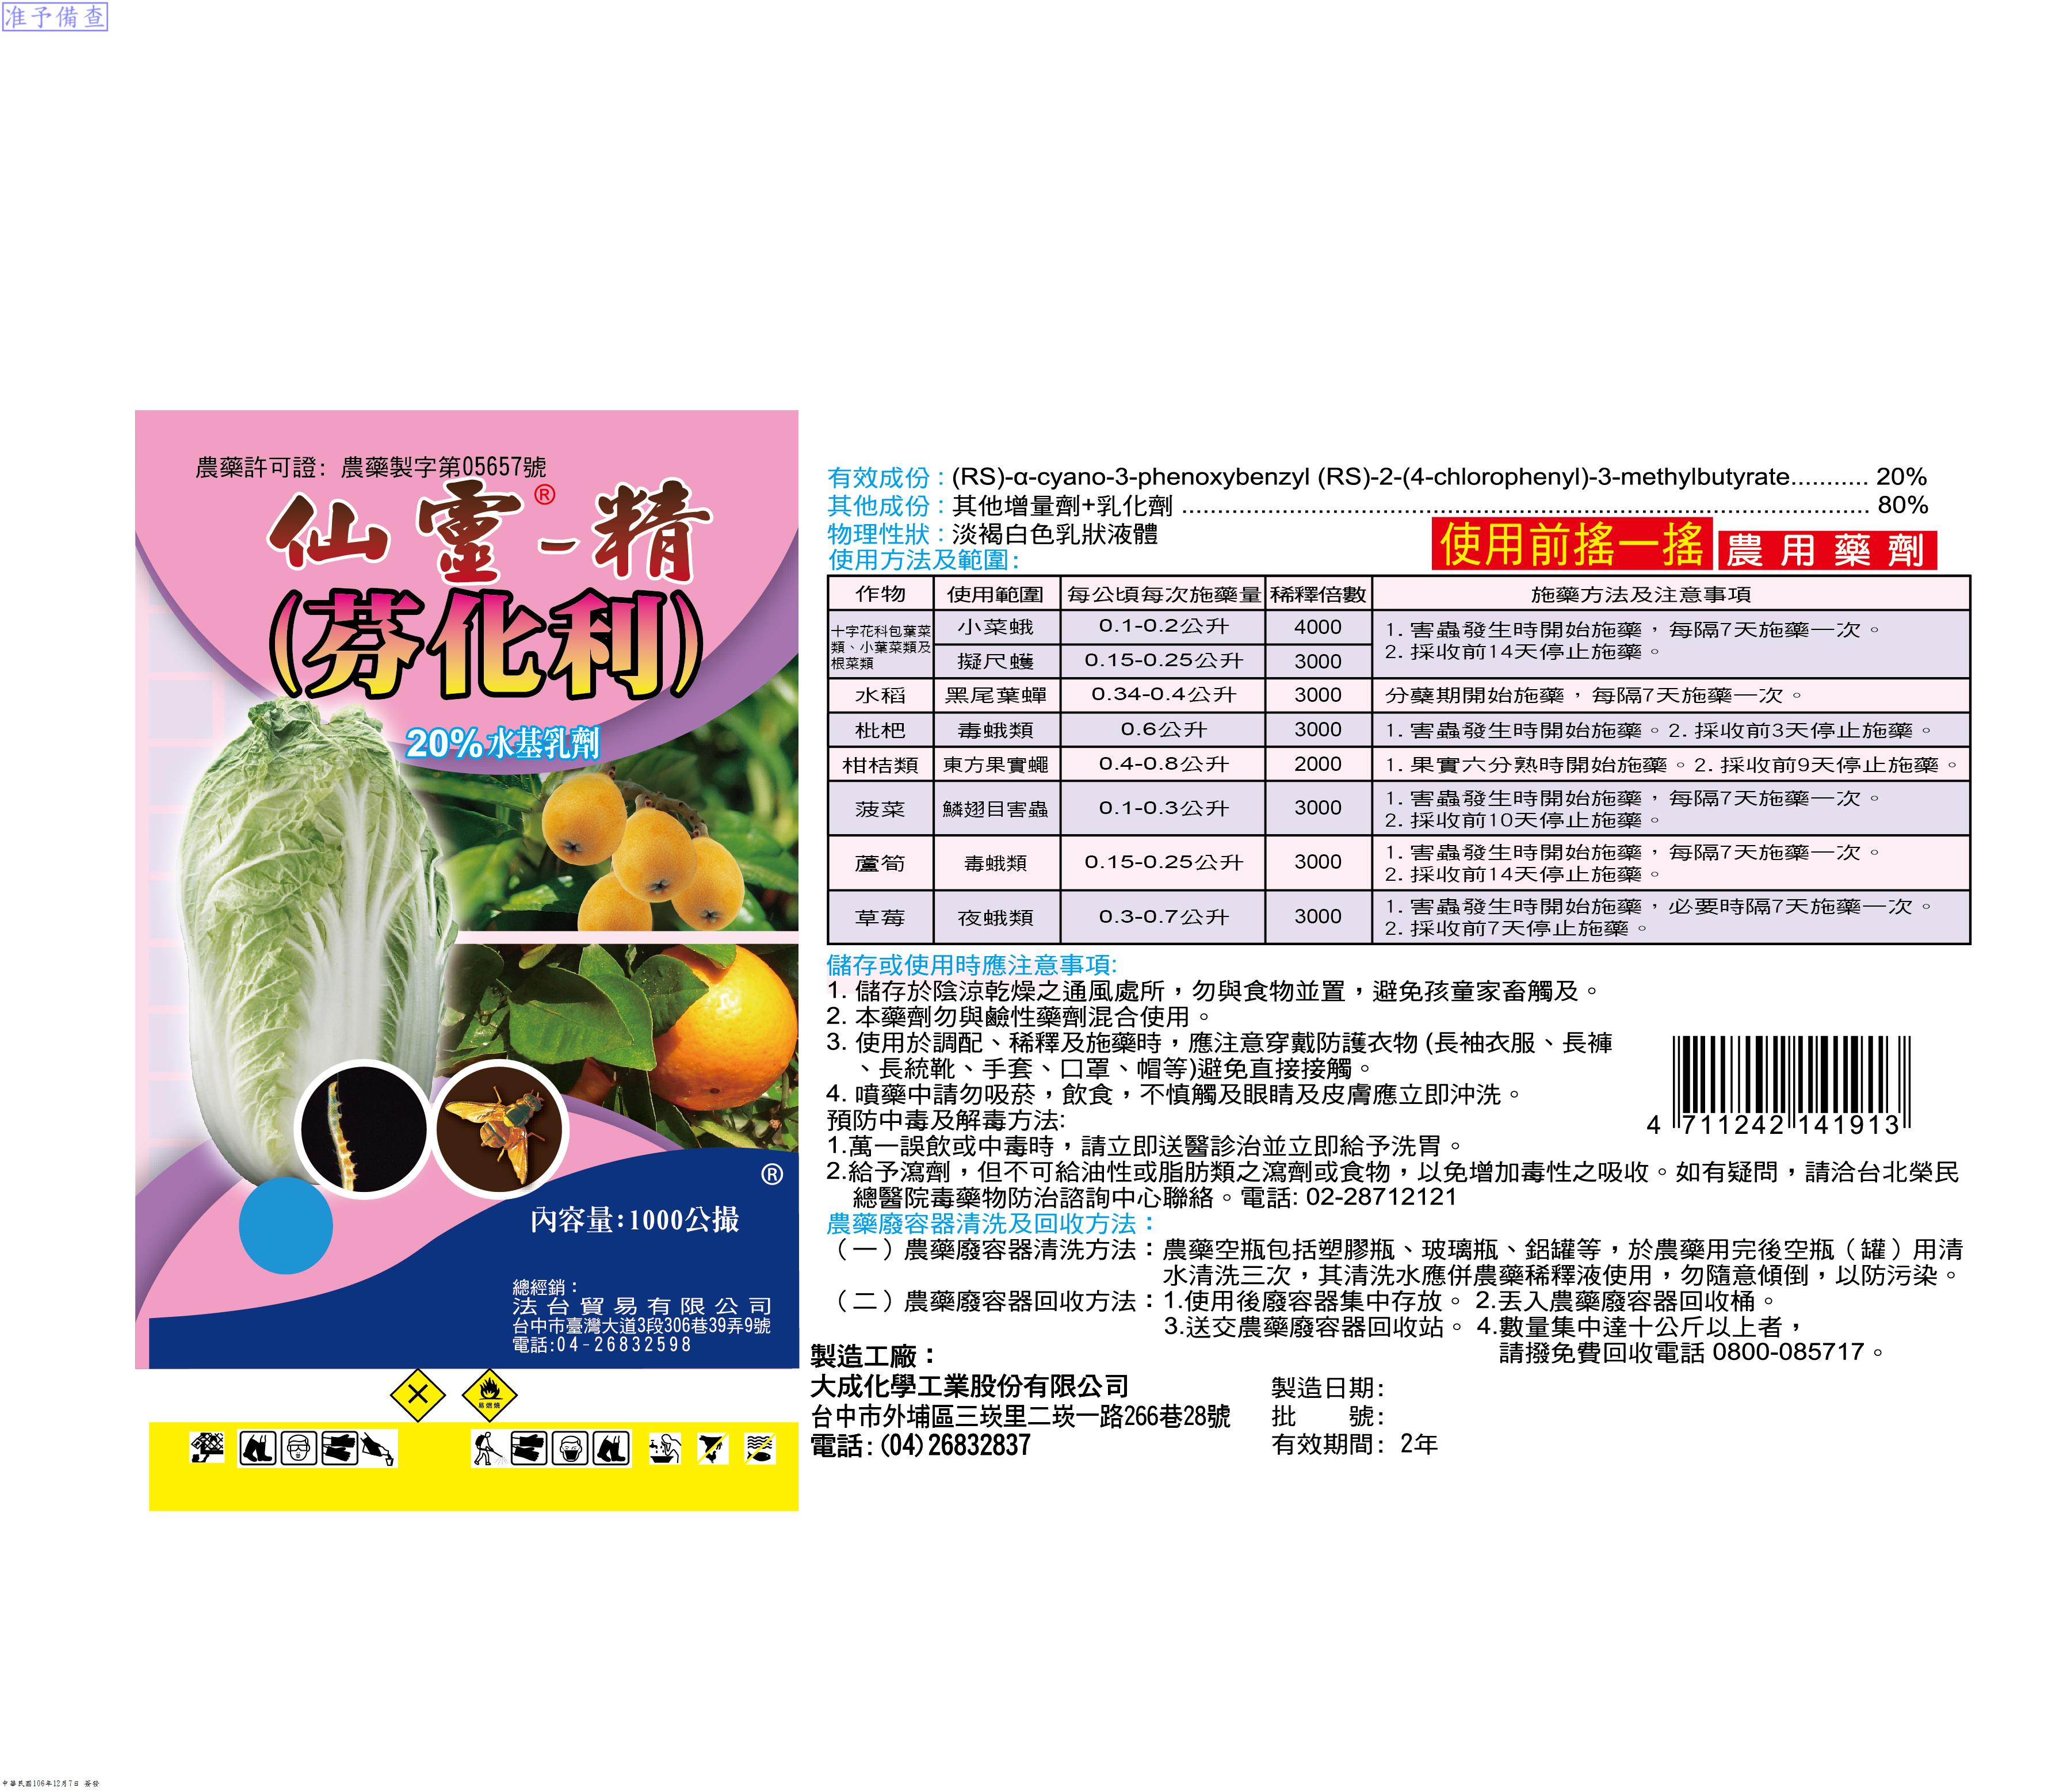 准予備查
農藥許可證: 農藥製字第05657號
仙靈®-精
(芬化利)
20%水基乳劑
®
內容量:1000公撮
總經銷：
法台貿易有限公司
台中市臺灣大道3段306巷39弄9號
電話:04-26832598
易燃燒
有效成份 : (RS)-α-cyano-3-phenoxybenzyl (RS)-2-(4-chlorophenyl)-3-methylbutyrate........... 20%
其他成份 : 其他增量劑+乳化劑 ................................................................................. 80%
物理性狀 : 淡褐白色乳狀液體
使用前搖一搖 農用藥劑
使用方法及範圍:
作物 使用範圍 每公頃每次施藥量 稀釋倍數 施藥方法及注意事項
十字花科包葉菜
類、小葉菜類及
根菜類
小菜蛾 0.1-0.2公升 4000
擬尺蠖 0.15-0.25公升 3000
1. 害蟲發生時開始施藥，每隔7天施藥一次。
2. 採收前14天停止施藥。
水稻 黑尾葉蟬 0.34-0.4公升 3000 分蘗期開始施藥，每隔7天施藥一次。
枇杷 毒蛾類 0.6公升 3000 1. 害蟲發生時開始施藥。2. 採收前3天停止施藥。
柑桔類 東方果實蠅 0.4-0.8公升 2000 1. 果實六分熟時開始施藥。2. 採收前9天停止施藥。
菠菜 鱗翅目害蟲 0.1-0.3公升 3000 1. 害蟲發生時開始施藥，每隔7天施藥一次。
2. 採收前10天停止施藥。
蘆筍 毒蛾類 0.15-0.25公升 3000 1. 害蟲發生時開始施藥，每隔7天施藥一次。
2. 採收前14天停止施藥。
草莓 夜蛾類 0.3-0.7公升 3000 1. 害蟲發生時開始施藥，必要時隔7天施藥一次。
2. 採收前7天停止施藥。
儲存或使用時應注意事項:
1. 儲存於陰涼乾燥之通風處所，勿與食物並置，避免孩童家畜觸及。
2. 本藥劑勿與鹼性藥劑混合使用。
3. 使用於調配、稀釋及施藥時，應注意穿戴防護衣物 (長袖衣服、長褲
、長統靴、手套、口罩、帽等)避免直接接觸。
4. 噴藥中請勿吸菸，飲食，不慎觸及眼睛及皮膚應立即沖洗。
4 711242 141913
預防中毒及解毒方法:
1.萬一誤飲或中毒時，請立即送醫診治並立即給予洗胃。
2.給予瀉劑，但不可給油性或脂肪類之瀉劑或食物，以免增加毒性之吸收。如有疑問，請洽台北榮民
總醫院毒藥物防治諮詢中心聯絡。電話: 02-28712121
農藥廢容器清洗及回收方法：
（一）農藥廢容器清洗方法：農藥空瓶包括塑膠瓶、玻璃瓶、鋁罐等，於農藥用完後空瓶（罐）用清
水清洗三次，其清洗水應併農藥稀釋液使用，勿隨意傾倒，以防污染。
（二）農藥廢容器回收方法：1.使用後廢容器集中存放。 2.丟入農藥廢容器回收桶。
3.送交農藥廢容器回收站。 4.數量集中達十公斤以上者，
請撥免費回收電話 0800-085717。
製造工廠：
大成化學工業股份有限公司
台中市外埔區三崁里二崁一路266巷28號
電話:(04)26832837
製造日期:
批　　號:
有效期間: 2年
中華民國106年12月7日 簽發